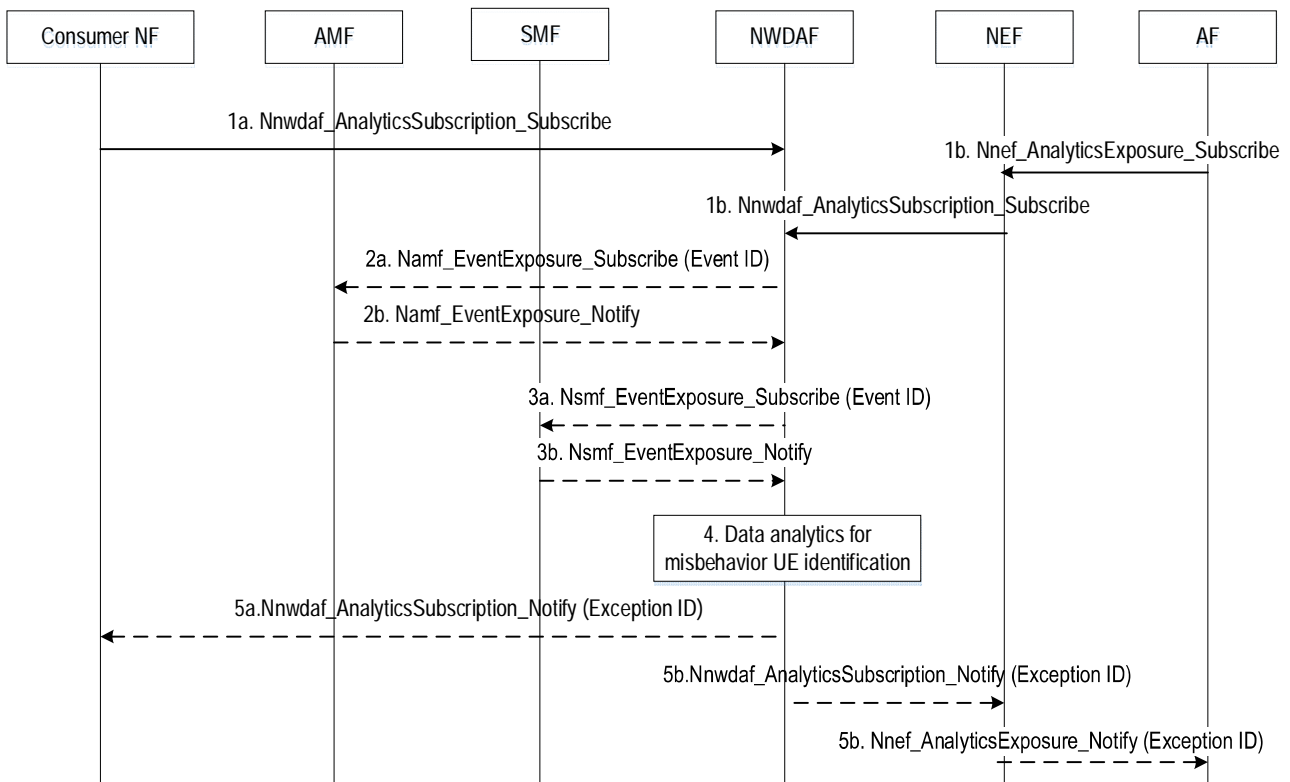 Consumer NF
AMF
SMF
NWDAF
NEF
AF
1a. Nnwdaf_AnalyticsSubscription_Subscribe
1b. Nnef_AnalyticsExposure_Subscribe
1b. Nnwdaf_AnalyticsSubscription_Subscribe
2a. Namf_EventExposure_Subscribe (Event ID)
2b. Namf_EventExposure_Notify
3a. Nsmf_EventExposure_Subscribe (Event ID)
3b. Nsmf_EventExposure_Notify
4. Data analytics for
misbehavior UE identification
5a.Nnwdaf_AnalyticsSubscription_Notify (Exception ID)
5b.Nnwdaf_AnalyticsSubscription_Notify (Exception ID)
5b. Nnef_AnalyticsExposure_Notify (Exception ID)